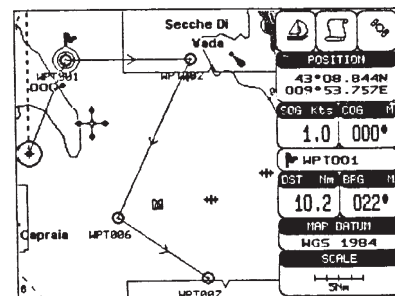 Secche Di
Vada
WPT001
WPT002
000°
WPT006
Capraia
WPT007
POSITION
43°08.844N
009°53.757E
SOG Kts COG M
1.0 000°
WPT001
DST Nm BRG M
10.2 022°
MAP DATUM
WGS 1984
SCALE
5Nm